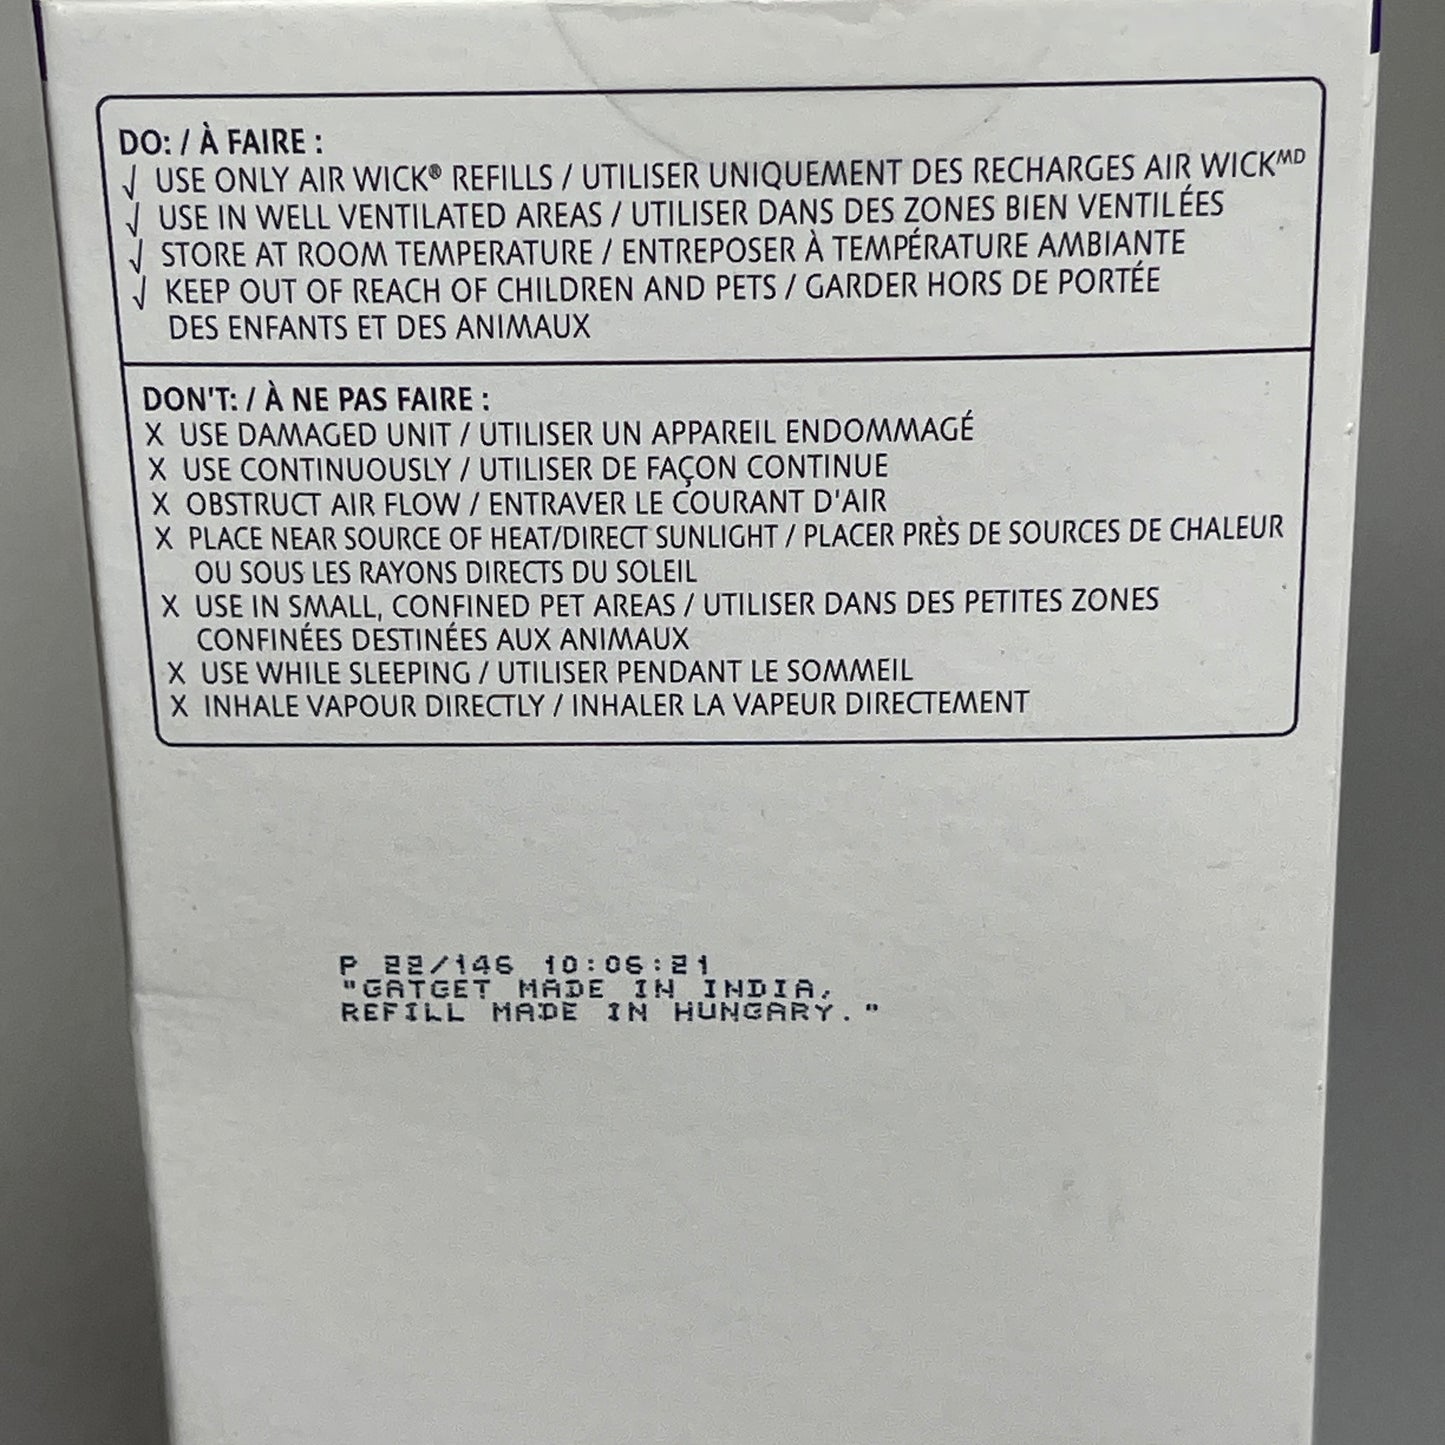 DO: / À FAIRE :
√ USE ONLY AIR WICK® REFILLS / UTILISER UNIQUEMENT DES RECHARGES AIR WICKMD
√ USE IN WELL VENTILATED AREAS / UTILISER DANS DES ZONES BIEN VENTILÉES
√ STORE AT ROOM TEMPERATURE / ENTREPOSER À TEMPÉRATURE AMBIANTE
√ KEEP OUT OF REACH OF CHILDREN AND PETS / GARDER HORS DE PORTÉE
DES ENFANTS ET DES ANIMAUX
DON'T: / À NE PAS FAIRE :
X USE DAMAGED UNIT / UTILISER UN APPAREIL ENDOMMAGÉ
X USE CONTINUOUSLY / UTILISER DE FAÇON CONTINUE
X OBSTRUCT AIR FLOW / ENTRAVER LE COURANT D'AIR
X PLACE NEAR SOURCE OF HEAT/DIRECT SUNLIGHT / PLACER PRÈS DE SOURCES DE CHALEUR
OU SOUS LES RAYONS DIRECTS DU SOLEIL
X USE IN SMALL, CONFINED PET AREAS / UTILISER DANS DES PETITES ZONES
CONFINÉES DESTINÉES AUX ANIMAUX
X USE WHILE SLEEPING / UTILISER PENDANT LE SOMMEIL
X INHALE VAPOUR DIRECTLY / INHALER LA VAPEUR DIRECTEMENT
P 22/146 10:06:21
"GATGET MADE IN INDIA,
REFILL MADE IN HUNGARY."